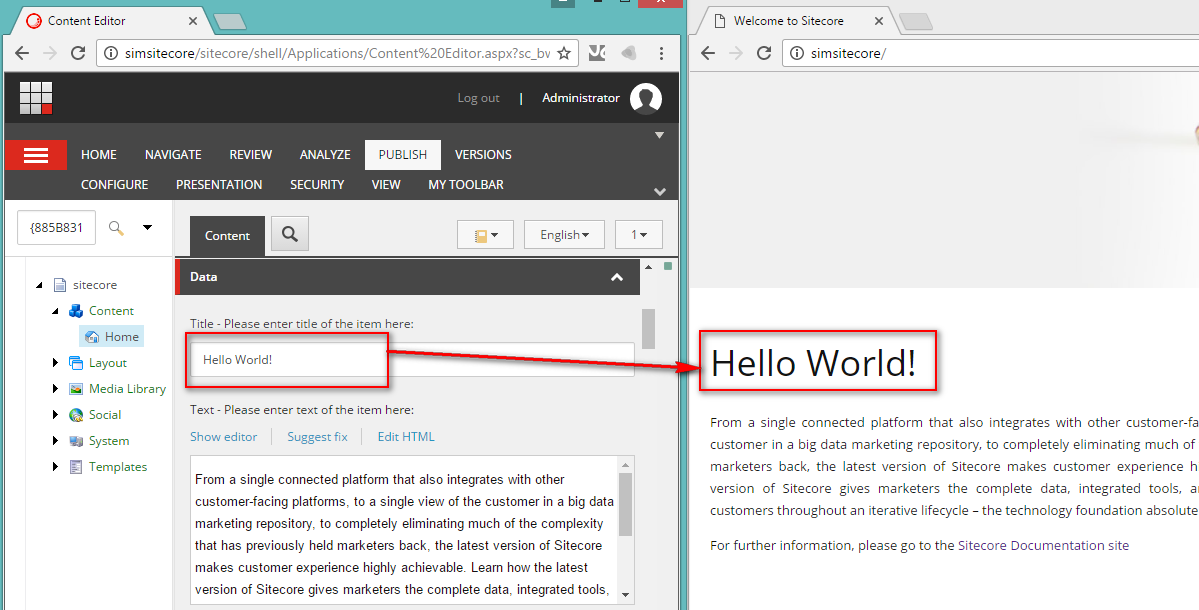 Content Editor
simsitecore/sitecore/shell/Applications/Content%20Editor.aspx?sc_bw
Log out | Administrator
HOME NAVIGATE REVIEW ANALYZE PUBLISH VERSIONS
CONFIGURE PRESENTATION SECURITY VIEW MY TOOLBAR
{885B831
sitecore
Content
Home
Layout
Media Library
Social
System
Templates
Content
English
1
Data
Title - Please enter title of the item here:
Hello World!
Text - Please enter text of the item here:
Show editor Suggest fix Edit HTML
From a single connected platform that also integrates with other
customer-facing platforms, to a single view of the customer in a big data
marketing repository, to completely eliminating much of the complexity
that has previously held marketers back, the latest version of Sitecore
makes customer experience highly achievable. Learn how the latest
version of Sitecore gives marketers the complete data, integrated tools,
Welcome to Sitecore
simsitecore/
Hello World!
From a single connected platform that also integrates with other customer-fa
customer in a big data marketing repository, to completely eliminating much of
marketers back, the latest version of Sitecore makes customer experience h
version of Sitecore gives marketers the complete data, integrated tools, a
customers throughout an iterative lifecycle – the technology foundation absolute
For further information, please go to the Sitecore Documentation site